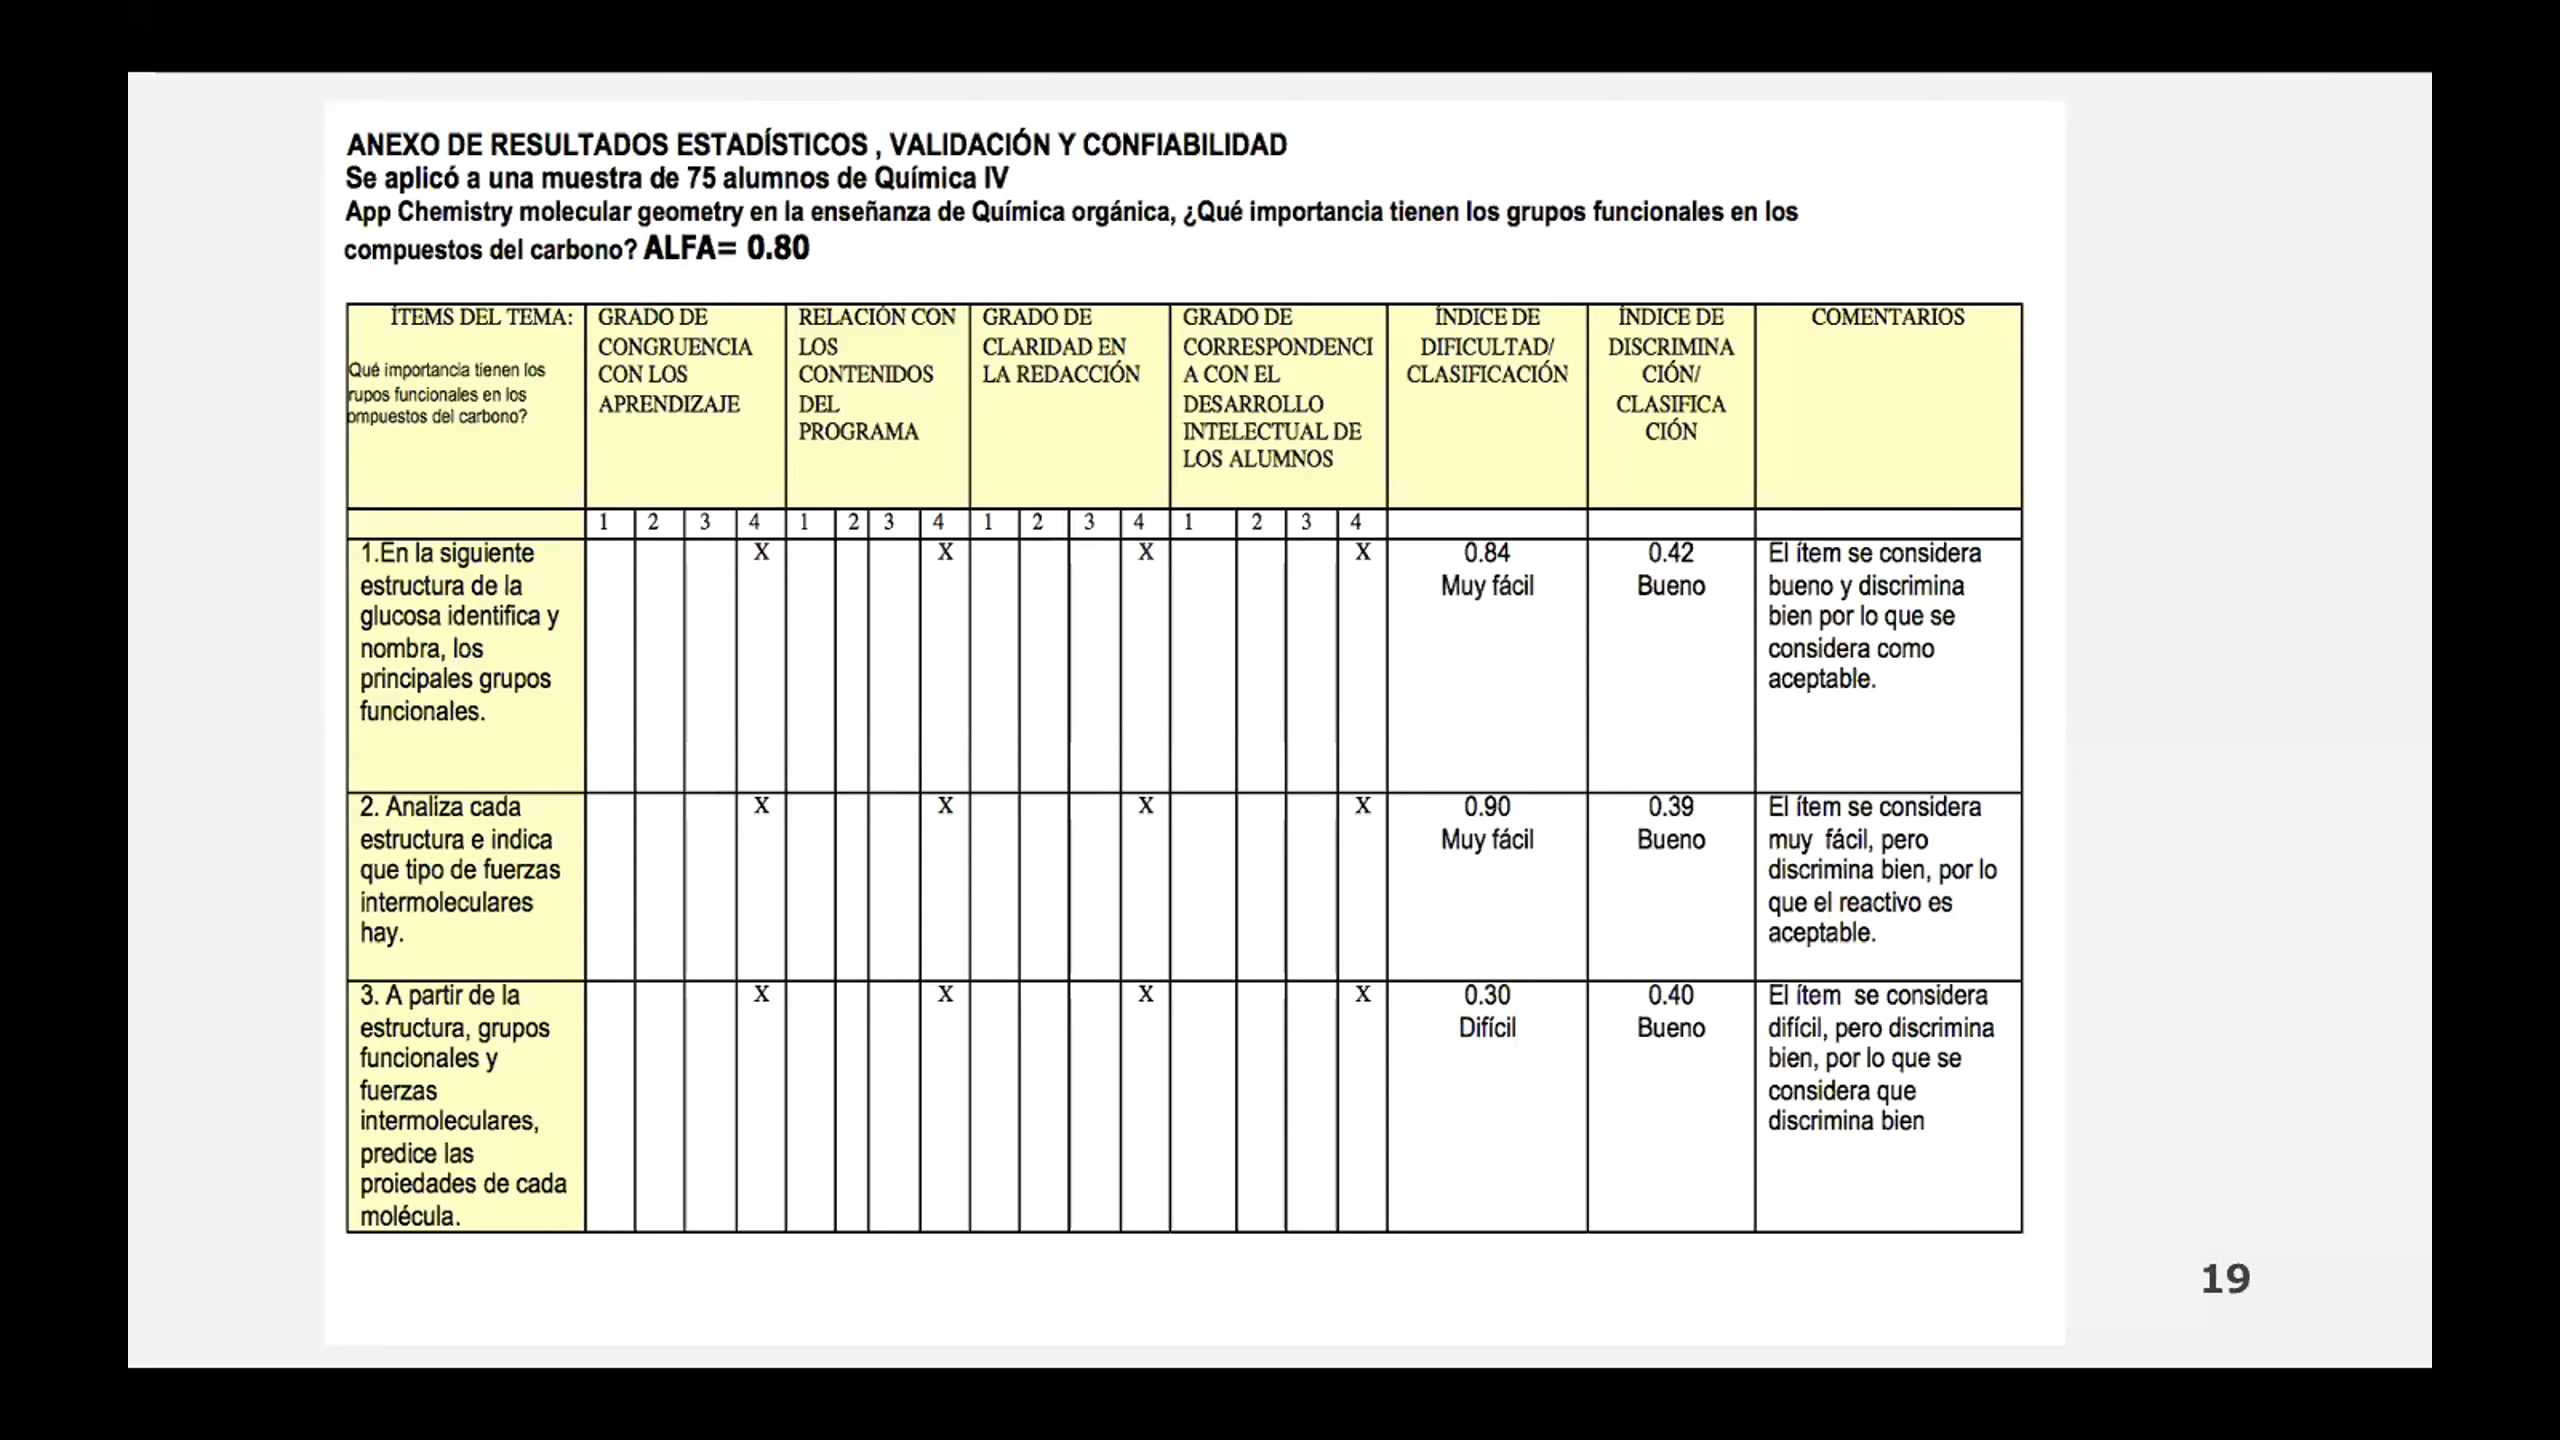 ANEXO DE RESULTADOS ESTADÍSTICOS , VALIDACIÓN Y CONFIABILIDAD
Se aplicó a una muestra de 75 alumnos de Química IV
App Chemistry molecular geometry en la enseñanza de Química orgánica, ¿Qué importancia tienen los grupos funcionales en los
compuestos del carbono? ALFA= 0.80
ÍTEMS DEL TEMA:
Qué importancia tienen los
rupos funcionales en los
ompuestos del carbono?
GRADO DE
CONGRUENCIA
CON LOS
APRENDIZAJE
RELACIÓN CON
LOS
CONTENIDOS
DEL
PROGRAMA
GRADO DE
CLARIDAD EN
LA REDACCIÓN
GRADO DE
CORRESPONDENCI
A CON EL
DESARROLLO
INTELECTUAL DE
LOS ALUMNOS
ÍNDICE DE
DIFICULTAD/
CLASIFICACIÓN
ÍNDICE DE
DISCRIMINA
CIÓN/
CLASIFICA
CIÓN
COMENTARIOS
1 2 3 4 1 2 3 4 1 2 3 4 1 2 3 4
1.En la siguiente
estructura de la
glucosa identifica y
nombra, los
principales grupos
funcionales.
X X X X
0.84
Muy fácil
0.42
Bueno
El ítem se considera
bueno y discrimina
bien por lo que se
considera como
aceptable.
2. Analiza cada
estructura e indica
que tipo de fuerzas
intermoleculares
hay.
X X X X
0.90
Muy fácil
0.39
Bueno
El ítem se considera
muy fácil, pero
discrimina bien, por lo
que el reactivo es
aceptable.
3. A partir de la
estructura, grupos
funcionales y
fuerzas
intermoleculares,
predice las
proiedades de cada
molécula.
X X X X
0.30
Difícil
0.40
Bueno
El ítem se considera
difícil, pero discrimina
bien, por lo que se
considera que
discrimina bien
19